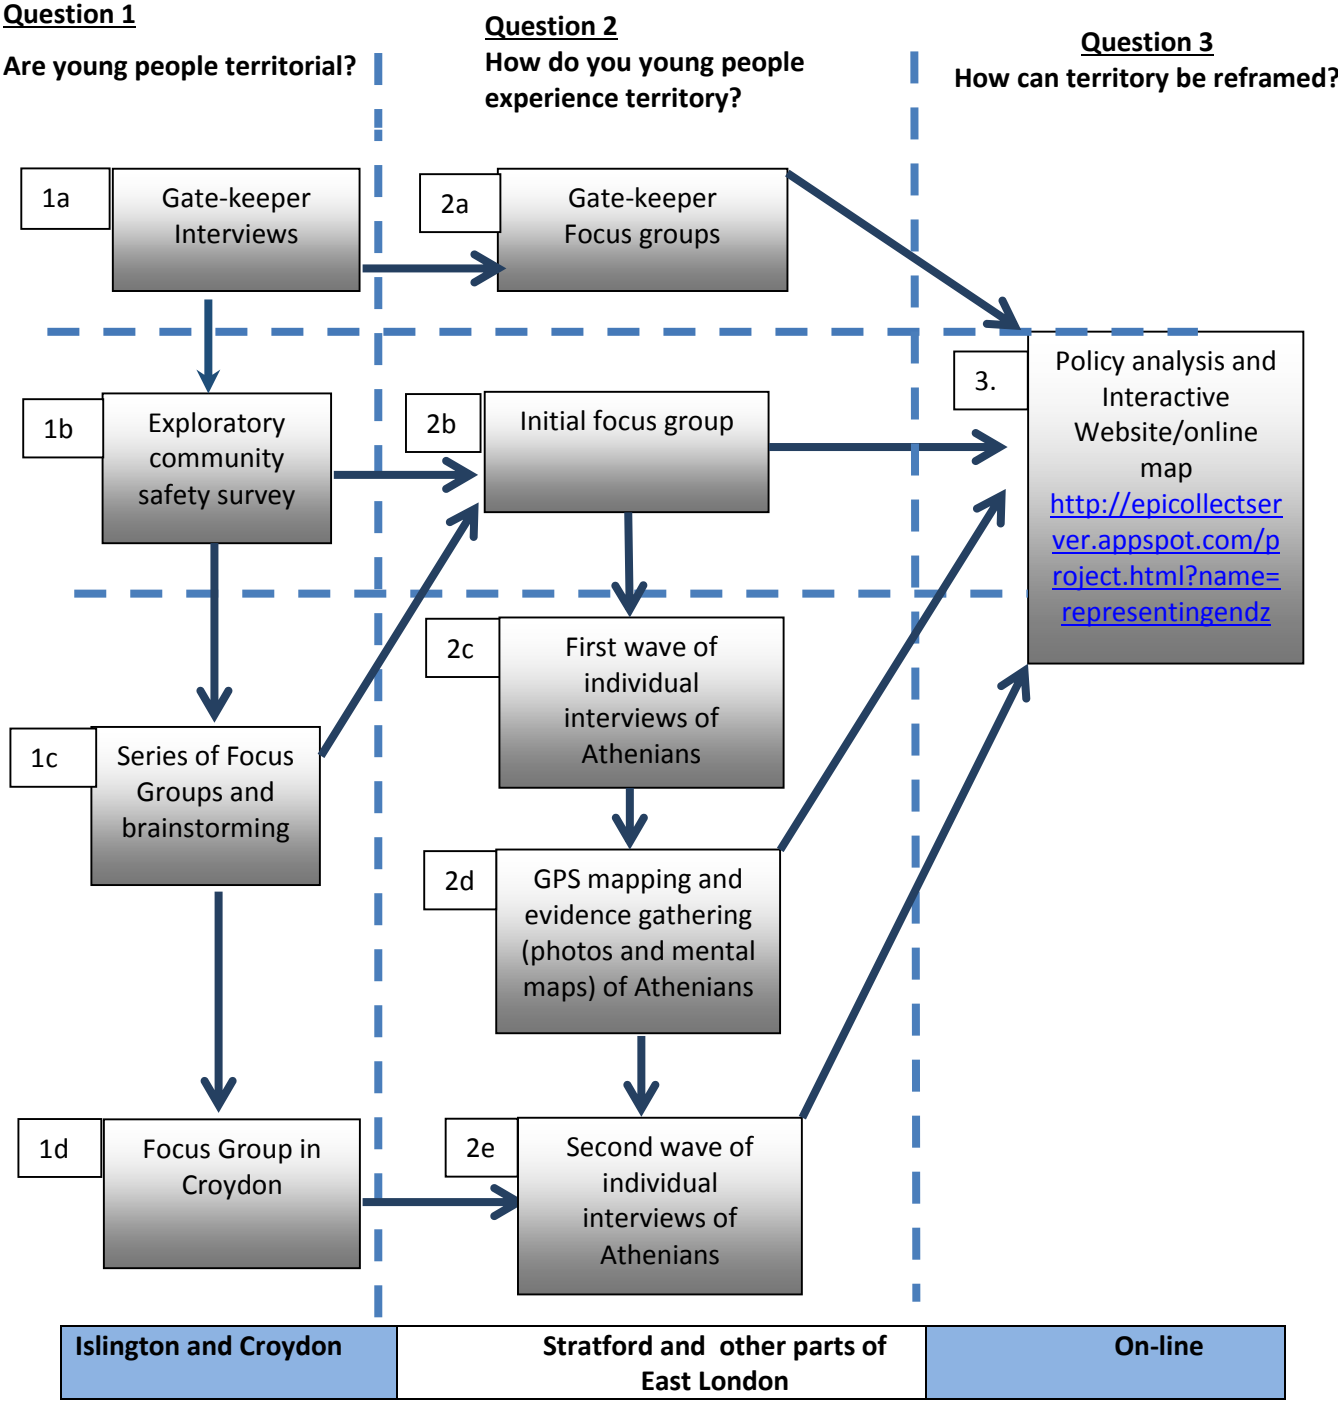 Question 1
Are young people territorial?
Question 2
How do you young people
experience territory?
Question 3
How can territory be reframed?
1a
Gate-keeper
Interviews
2a
Gate-keeper
Focus groups
1b
Exploratory
community
safety survey
2b
Initial focus group
3.
Policy analysis and
Interactive
Website/online
map
http://epicollectser
ver.appspot.com/p
roject.html?name=
representingendz
2c
First wave of
individual
interviews of
Athenians
1c
Series of Focus
Groups and
brainstorming
2d
GPS mapping and
evidence gathering
(photos and mental
maps) of Athenians
1d
Focus Group in
Croydon
2e
Second wave of
individual
interviews of
Athenians
Islington and Croydon
Stratford and  other parts of
East London
On-line